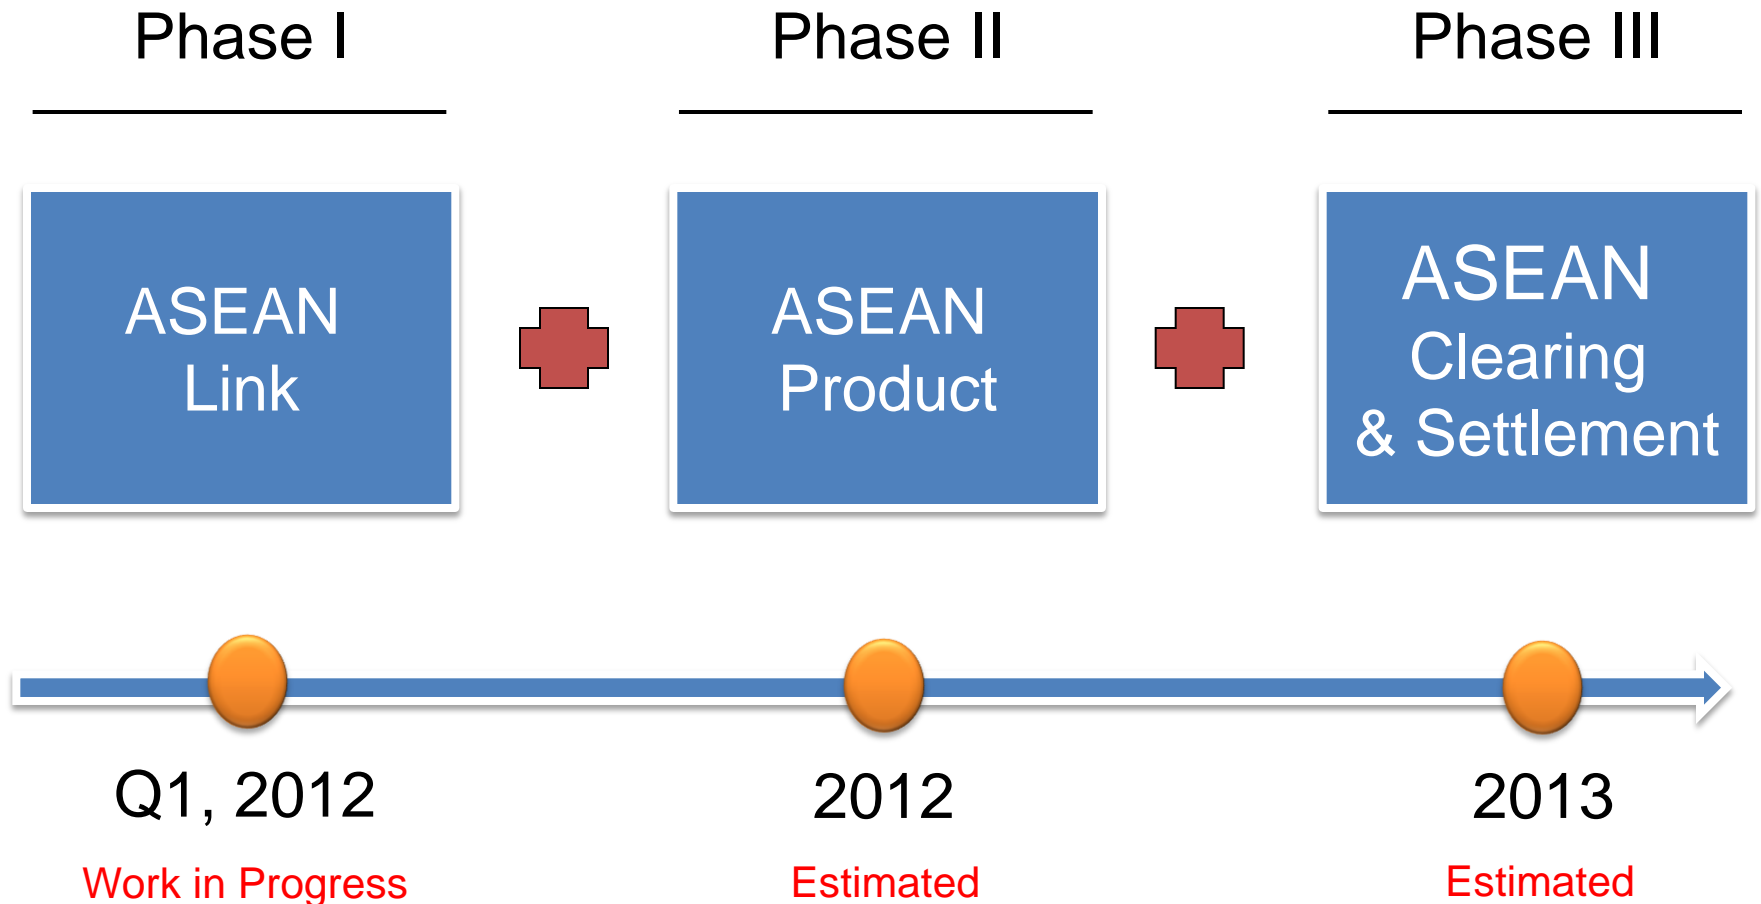 Phase I
Phase II
Phase III
ASEAN
Link
ASEAN
Product
ASEAN
Clearing
& Settlement
Q1, 2012
2012
2013
Work in Progress
Estimated
Estimated